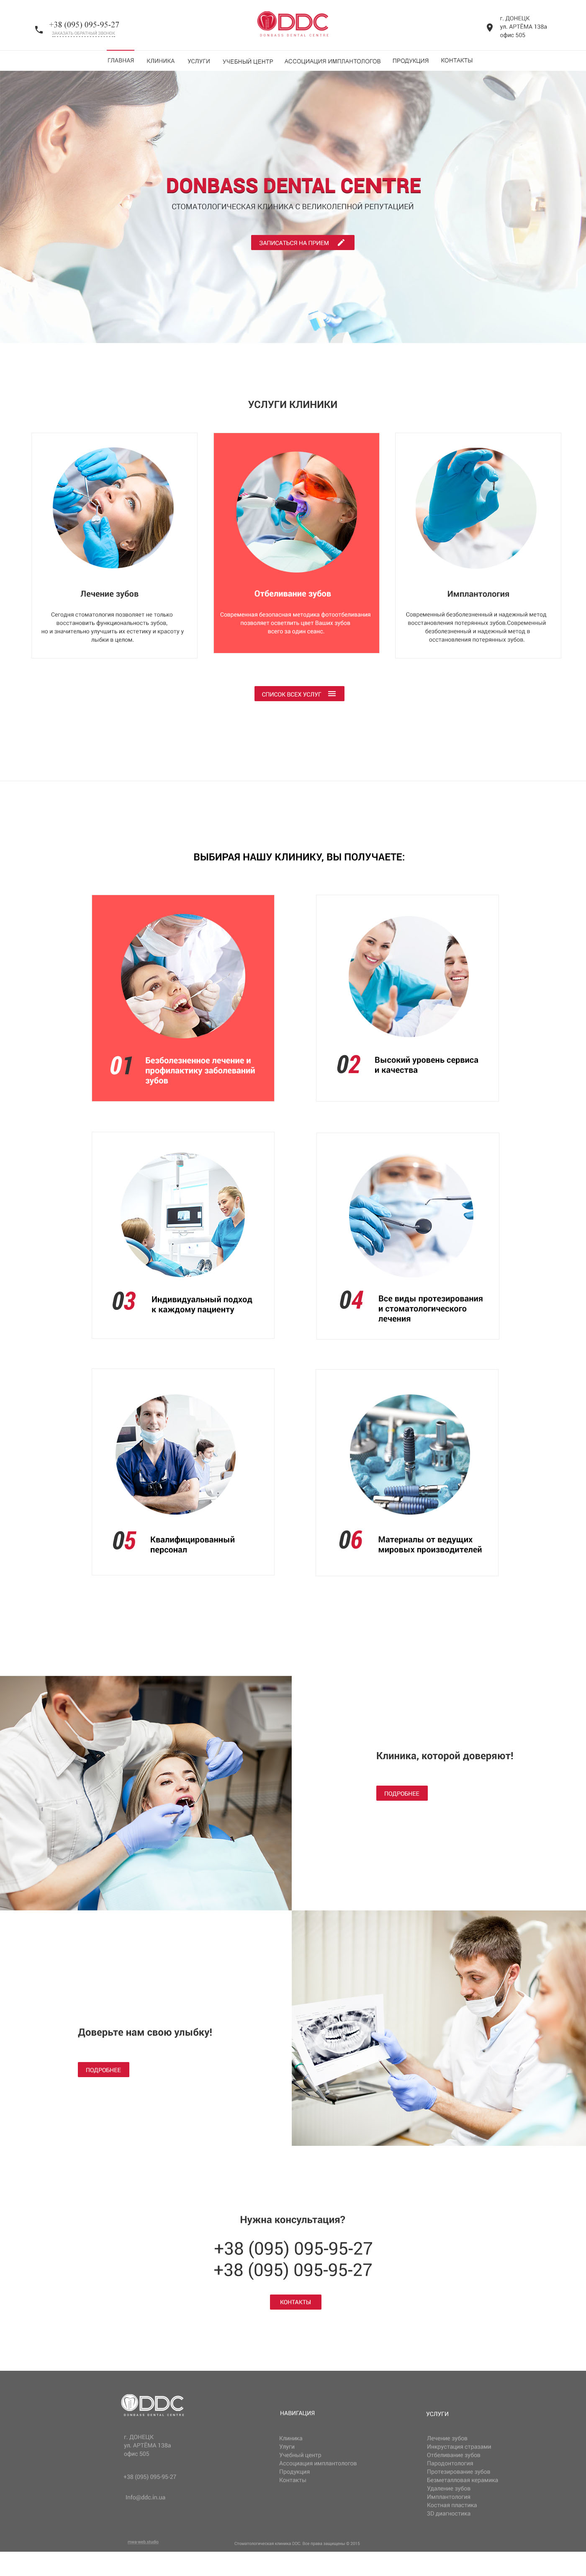 +38 (095) 095-95-27
ЗАКАЗАТЬ ОБРАТНЫЙ ЗВОНОК
DDC
DONBASS DENTAL CENTRE
г. ДОНЕЦК
ул. АРТЁМА 138а
офис 505
ГЛАВНАЯ КЛИНИКА УСЛУГИ УЧЕБНЫЙ ЦЕНТР АССОЦИАЦИЯ ИМПЛАНТОЛОГОВ ПРОДУКЦИЯ КОНТАКТЫ
DONBASS DENTAL CENTRE
СТОМАТОЛОГИЧЕСКАЯ КЛИНИКА С ВЕЛИКОЛЕПНОЙ РЕПУТАЦИЕЙ
ЗАПИСАТЬСЯ НА ПРИЕМ
УСЛУГИ КЛИНИКИ
Лечение зубов
Сегодня стоматология позволяет не только
восстановить функциональность зубов,
но и значительно улучшить их естетику и красоту у
лыбки в целом.
Отбеливание зубов
Современная безопасная методика фотоотбеливания
позволяет осветлить цвет Ваших зубов
всего за один сеанс.
Имплантология
Современный безболезненный и надежный метод
восстановления потерянных зубов.Современный
безболезненный и надежный метод в
осстановления потерянных зубов.
СПИСОК ВСЕХ УСЛУГ
ВЫБИРАЯ НАШУ КЛИНИКУ, ВЫ ПОЛУЧАЕТЕ:
01
Безболезненное лечение и
профилактику заболеваний
зубов
02
Высокий уровень сервиса
и качества
03
Индивидуальный подход
к каждому пациенту
04
Все виды протезирования
и стоматологического
лечения
05
Квалифицированный
персонал
06
Материалы от ведущих
мировых производителей
Клиника, которой доверяют!
ПОДРОБНЕЕ
Доверьте нам свою улыбку!
ПОДРОБНЕЕ
Нужна консультация?
+38 (095) 095-95-27
+38 (095) 095-95-27
КОНТАКТЫ
DDC
DONBASS DENTAL CENTRE
г. ДОНЕЦК
ул. АРТЁМА 138а
офис 505
+38 (095) 095-95-27
Info@ddc.in.ua
НАВИГАЦИЯ
Клиника
Улуги
Учебный центр
Ассоциация имплантологов
Продукция
Контакты
УСЛУГИ
Лечение зубов
Инкрустация стразами
Отбеливание зубов
Пародонтология
Протезирование зубов
Безметалловая керамика
Удаление зубов
Имплантология
Костная пластика
3D диагностика
Стоматологическая клиника DDC. Все права защищены © 2015